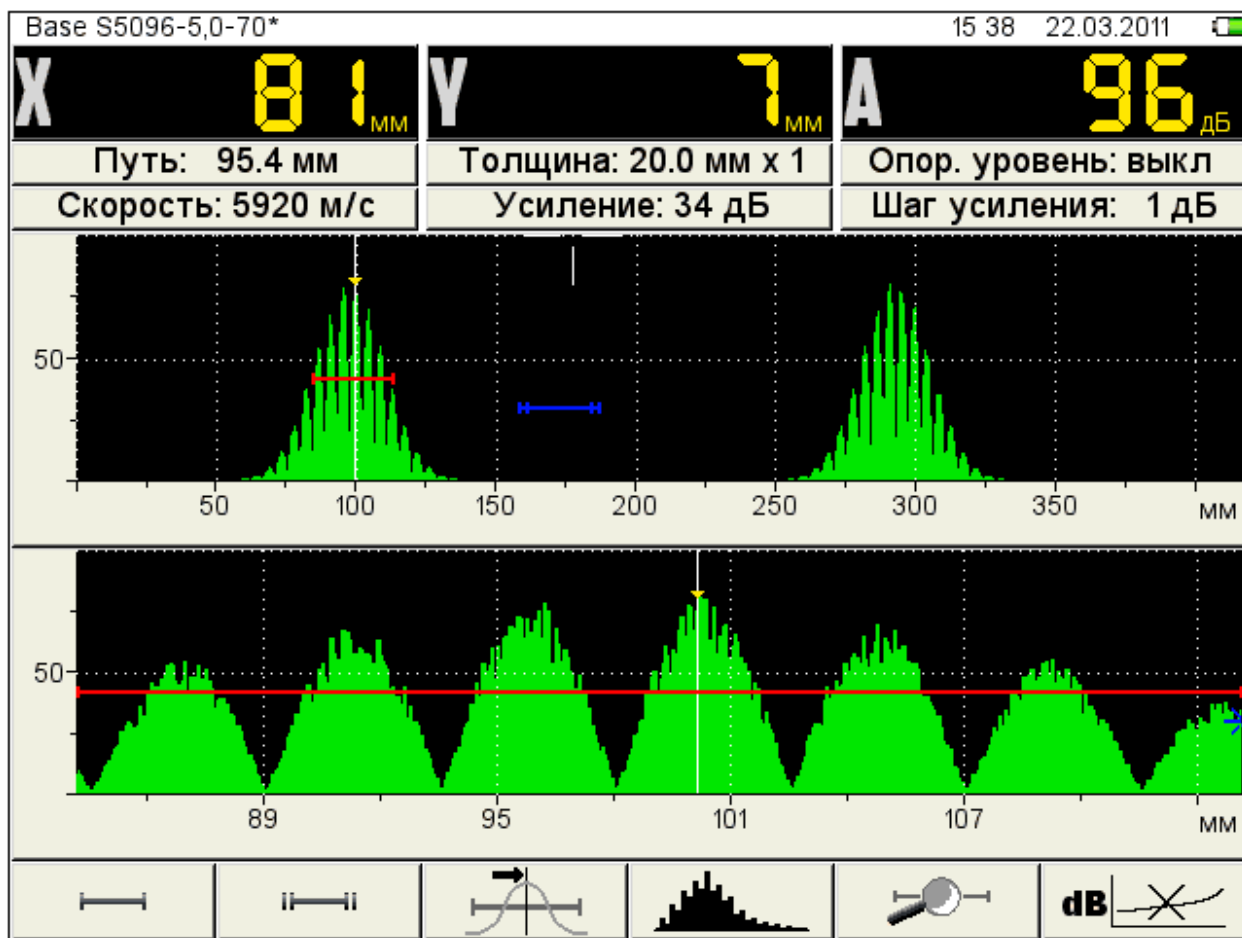 Base S5096-5,0-70* 15 38 22.03.2011
X 81 мм Y 7 мм A 96 дБ
Путь: 95.4 мм Толщина: 20.0 мм x 1 Опор. уровень: выкл
Скорость: 5920 м/с Усиление: 34 дБ Шаг усиления: 1 дБ
50
50 100 150 200 250 300 350 мм
50
89 95 101 107 мм
dB